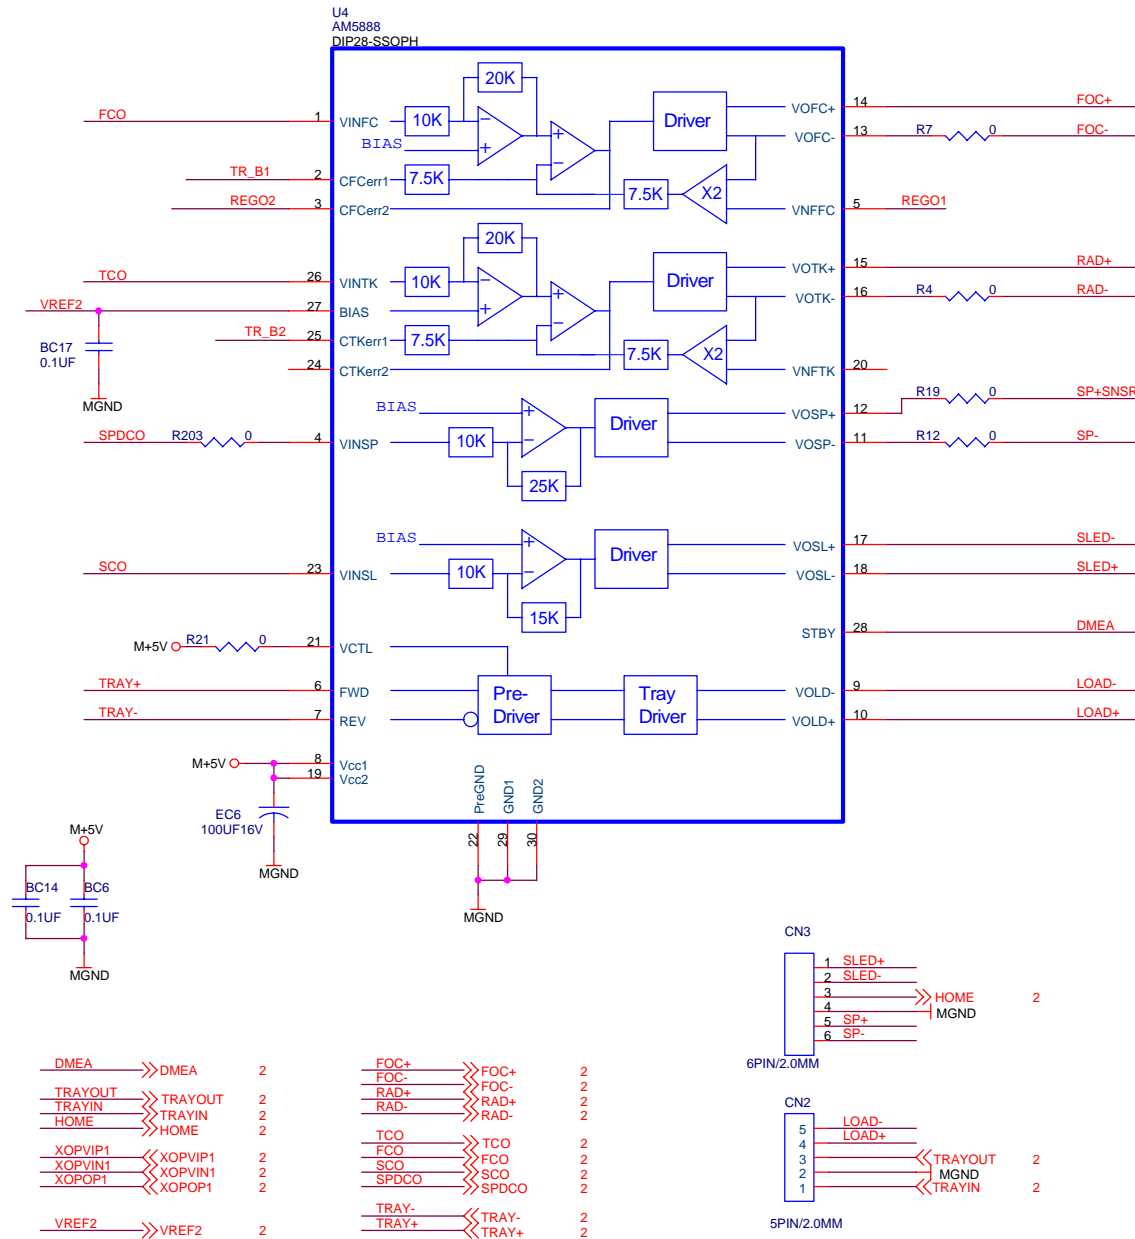 U4
AM5888
DIP28-SSOPH
20K
FCO 1 VINFC 10K − + − Driver VOFC+ 14 FOC+
BIAS + − VOFC- 13 R7 0 FOC-
TR_B1 2 CFCerr1 7.5K 7.5K X2
REGO2 3 CFCerr2 VNFFC 5 REGO1
20K
TCO 26 VINTK 10K − + Driver VOTK+ 15 RAD+
VREF2 27 BIAS + − VOTK- 16 R4 0 RAD-
TR_B2 25 CTKerr1 7.5K 7.5K X2
BC17
0.1UF
24 CTKerr2 VNFTK 20
MGND
BIAS + Driver VOSP+ 12 R19 0 SP+SNSR
SPDCO R203 0 4 VINSP 10K − VOSP- 11 R12 0 SP-
25K
BIAS + Driver VOSL+ 17 SLED-
SCO 23 VINSL 10K − VOSL- 18 SLED+
15K
STBY 28 DMEA
M+5V R21 0 21 VCTL
TRAY+ 6 FWD Pre-
Driver Tray
Driver VOLD- 9 LOAD-
TRAY- 7 REV VOLD+ 10 LOAD+
M+5V 8 Vcc1
19 Vcc2
PreGND GND1 GND2
22 29 30
EC6
100UF16V
MGND
MGND
M+5V
BC14 BC6
0.1UF 0.1UF
MGND
CN3
1 SLED+
2 SLED-
3 HOME 2
4 MGND
5 SP+
6 SP-
6PIN/2.0MM
CN2
5 LOAD-
4 LOAD+
3 TRAYOUT 2
2 MGND
1 TRAYIN 2
5PIN/2.0MM
DMEA DMEA 2
TRAYOUT TRAYOUT 2
TRAYIN TRAYIN 2
HOME HOME 2
XOPVIP1 XOPVIP1 2
XOPVIN1 XOPVIN1 2
XOPOP1 XOPOP1 2
VREF2 VREF2 2
FOC+ FOC+ 2
FOC- FOC- 2
RAD+ RAD+ 2
RAD- RAD- 2
TCO TCO 2
FCO FCO 2
SCO SCO 2
SPDCO SPDCO 2
TRAY- TRAY- 2
TRAY+ TRAY+ 2